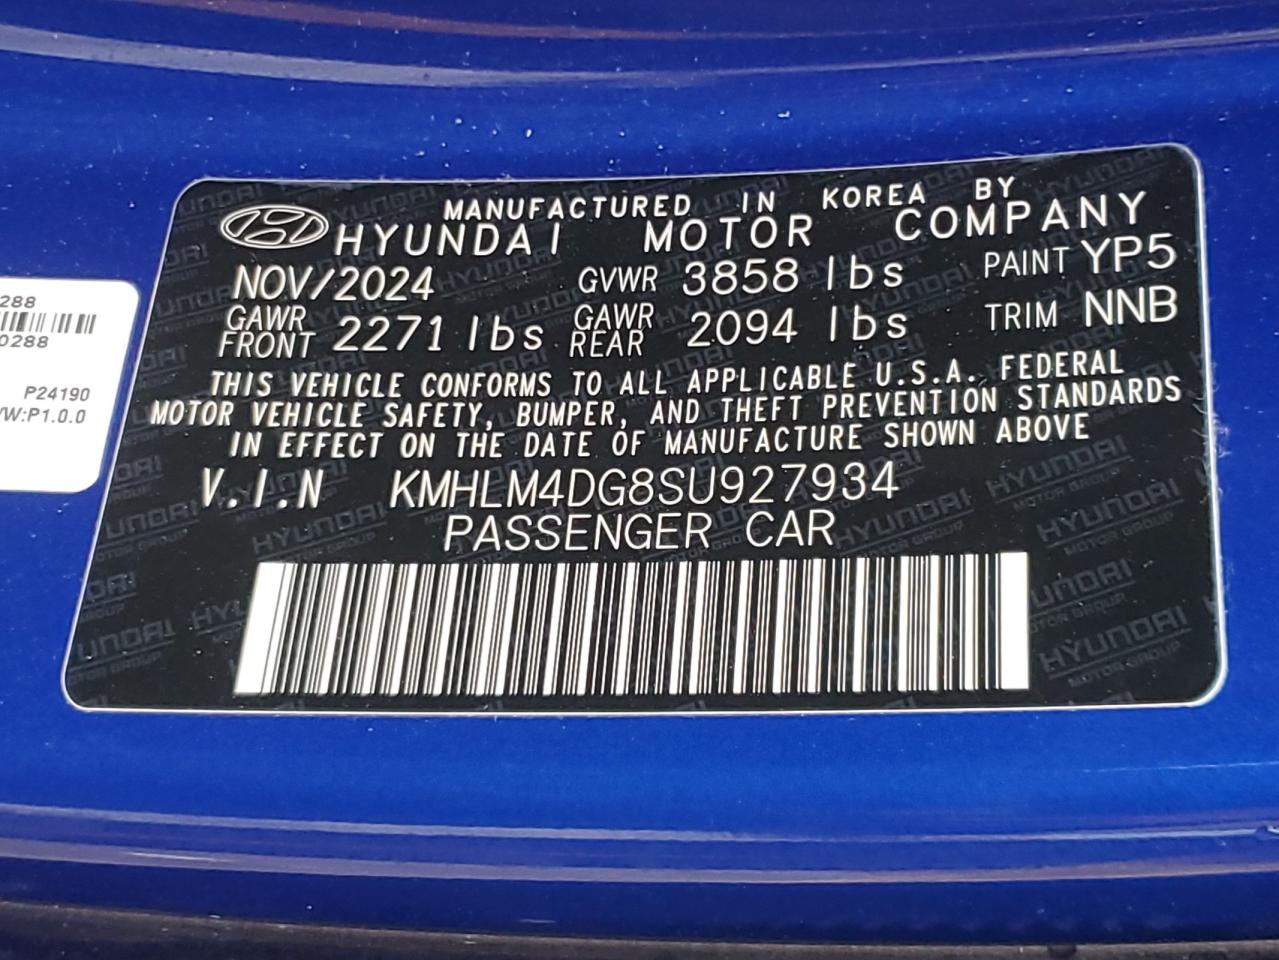 MANUFACTURED IN KOREA BY
HYUNDAI MOTOR COMPANY
NOV/2024 GVWR 3858 lbs PAINT YP5
GAWR FRONT 2271 lbs GAWR REAR 2094 lbs TRIM NNB
THIS VEHICLE CONFORMS TO ALL APPLICABLE U.S.A. FEDERAL
MOTOR VEHICLE SAFETY, BUMPER, AND THEFT PREVENTION STANDARDS
IN EFFECT ON THE DATE OF MANUFACTURE SHOWN ABOVE
V.I.N KMHLM4DG8SU927934
PASSENGER CAR
288
0288
P24190
/W:P1.0.0